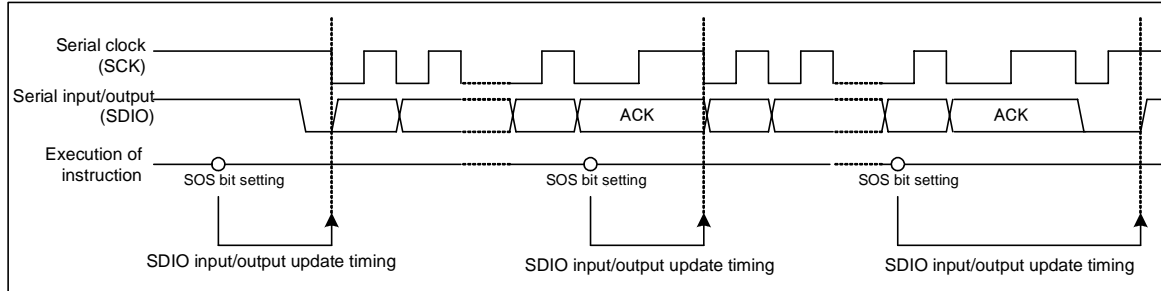 Serial clock
(SCK)
Serial input/output
(SDIO)
ACK
ACK
Execution of
instruction
SOS bit setting
SOS bit setting
SOS bit setting
SDIO input/output update timing
SDIO input/output update timing
SDIO input/output update timing